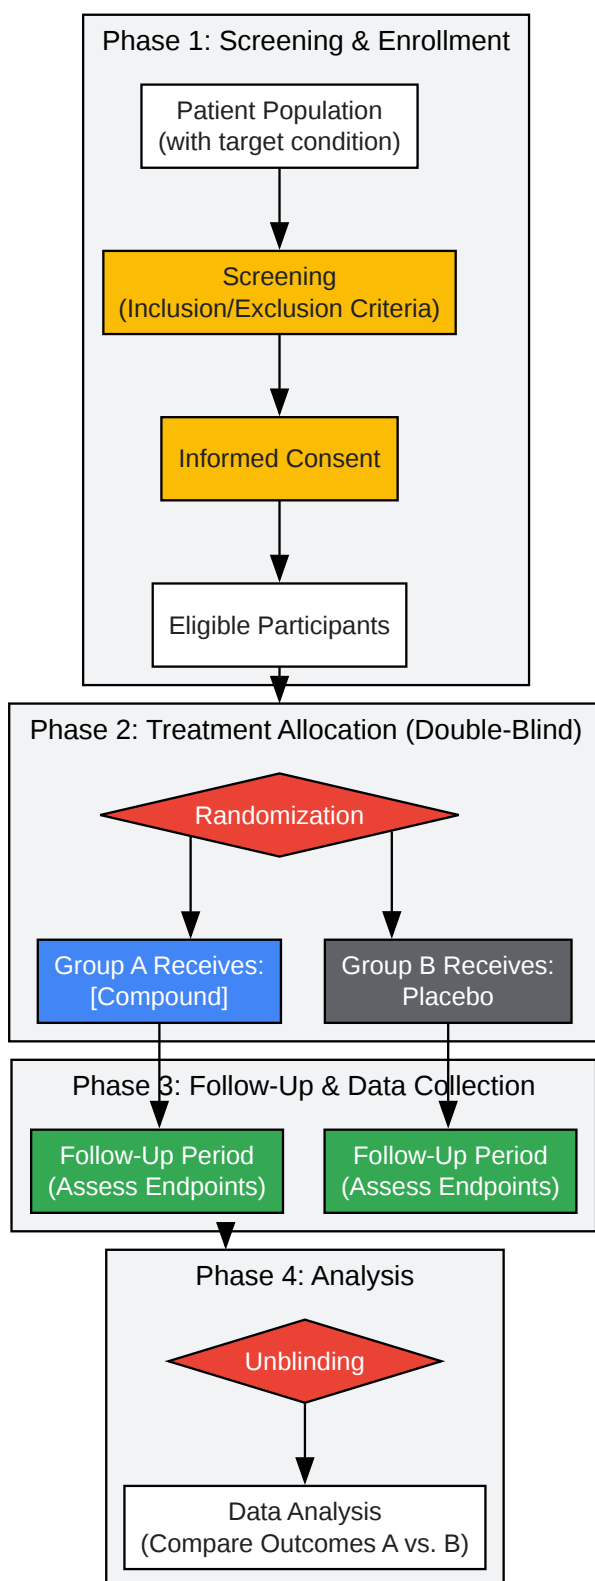 Phase 1: Screening & Enrollment
Patient Population
(with target condition)
Screening
(Inclusion/Exclusion Criteria)
Informed Consent
Eligible Participants
Phase 2: Treatment Allocation (Double-Blind)
Randomization
Group A Receives:
[Compound]
Group B Receives:
Placebo
Phase 3: Follow-Up & Data Collection
Follow-Up Period
(Assess Endpoints)
Follow-Up Period
(Assess Endpoints)
Phase 4: Analysis
Unblinding
Data Analysis
(Compare Outcomes A vs. B)